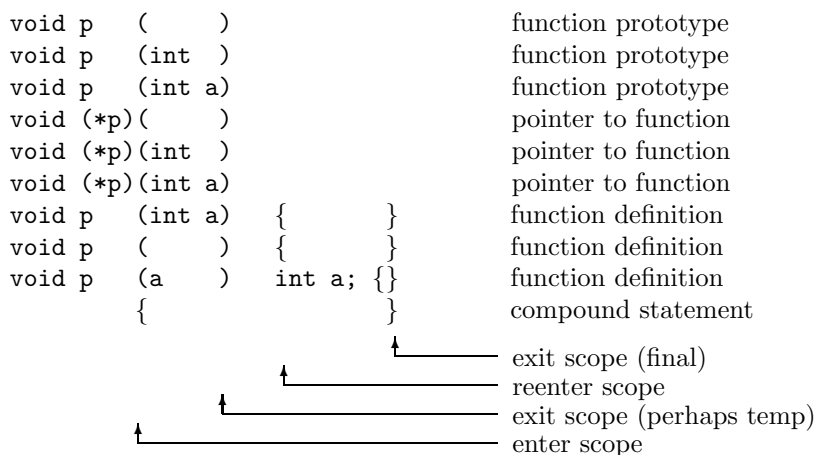 void p ( ) function prototype
void p (int ) function prototype
void p (int a) function prototype
void (*p)( ) pointer to function
void (*p)(int ) pointer to function
void (*p)(int a) pointer to function
void p (int a) { } function definition
void p ( ) { } function definition
void p (a ) int a; {} function definition
{ } compound statement
exit scope (final)
reenter scope
exit scope (perhaps temp)
enter scope